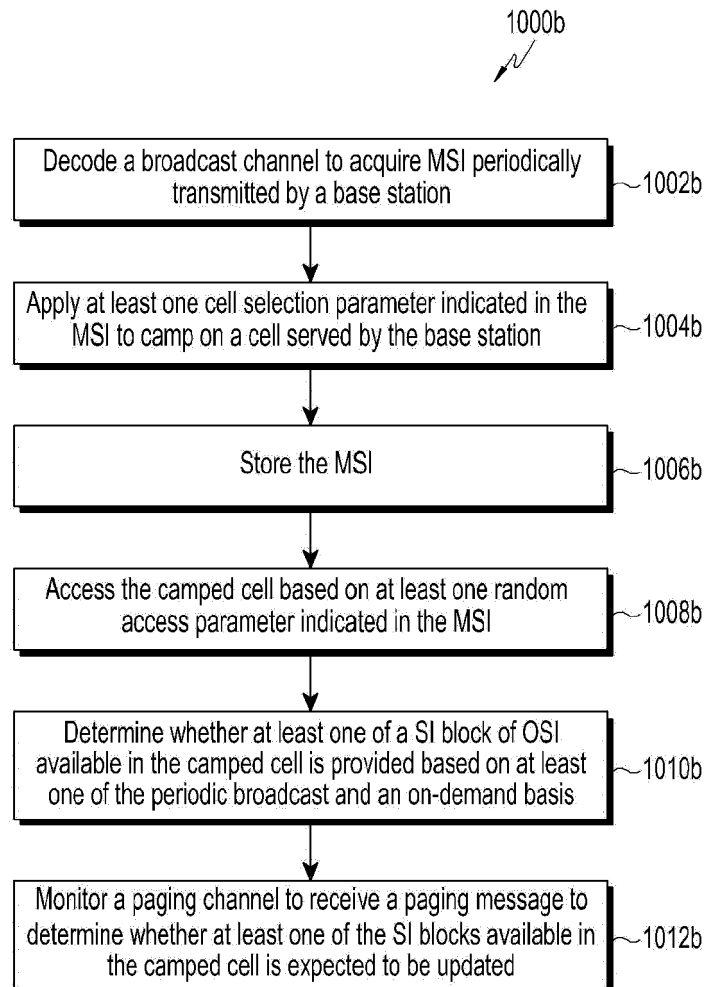 1000b
Decode a broadcast channel to acquire MSI periodically
transmitted by a base station
1002b
Apply at least one cell selection parameter indicated in the
MSI to camp on a cell served by the base station
1004b
Store the MSI
1006b
Access the camped cell based on at least one random
access parameter indicated in the MSI
1008b
Determine whether at least one of a SI block of OSI
available in the camped cell is provided based on at least
one of the periodic broadcast and an on-demand basis
1010b
Monitor a paging channel to receive a paging message to
determine whether at least one of the SI blocks available in
the camped cell is expected to be updated
1012b